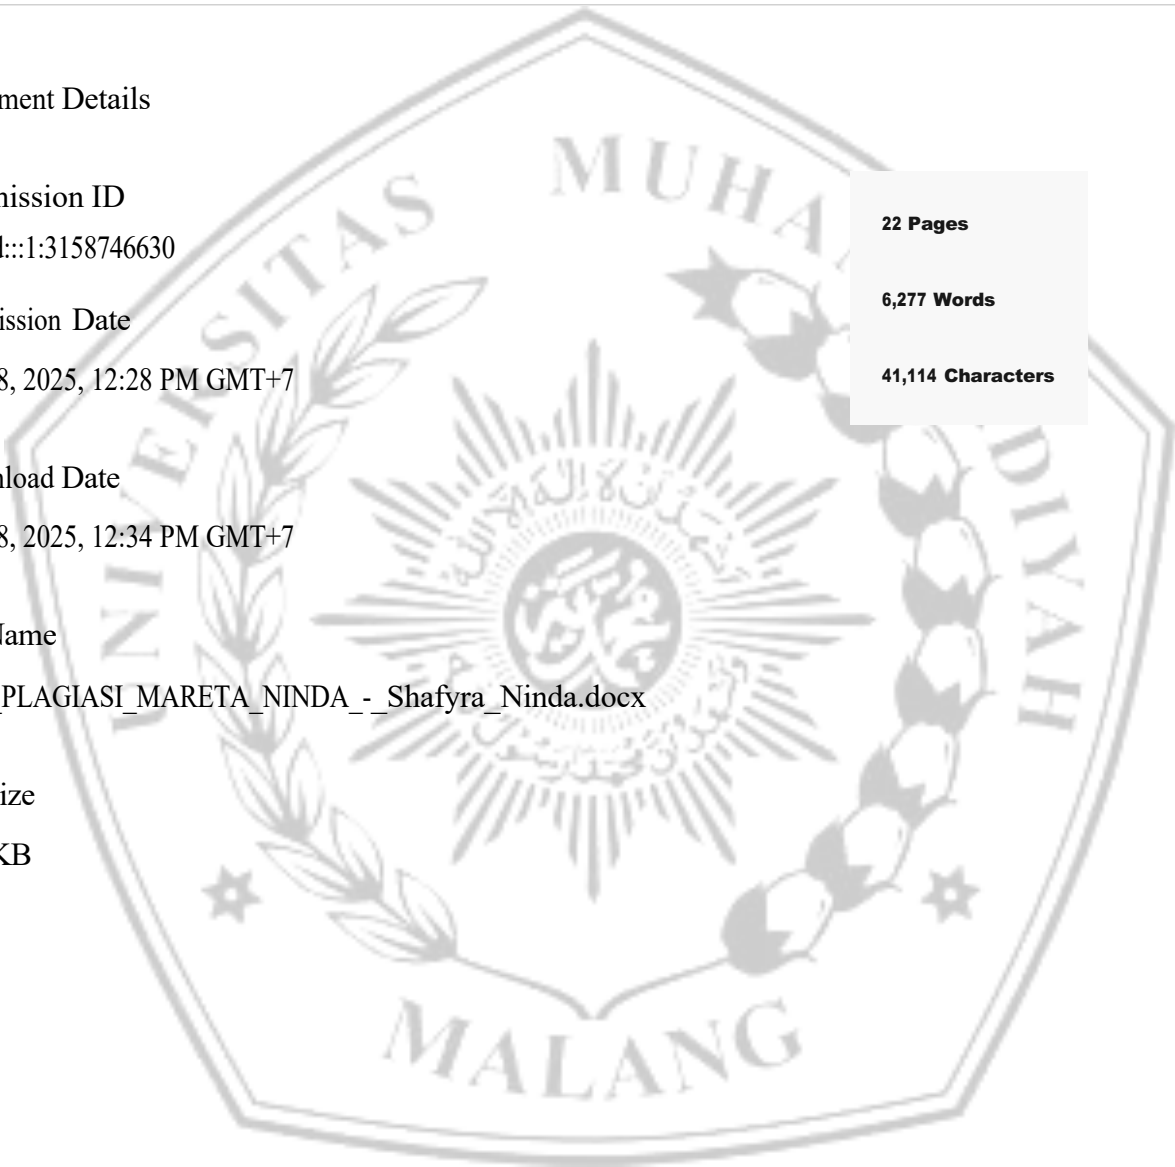 ment Details
nission ID
d:::1:3158746630
ission Date
8, 2025, 12:28 PM GMT+7
nload Date
8, 2025, 12:34 PM GMT+7
Name
_PLAGIASI_MARETA_NINDA_-_Shafyra_Ninda.docx
ize
KB
22 Pages
6,277 Words
41,114 Characters
UNIVERSITAS MUHA DIYAH
MALANG